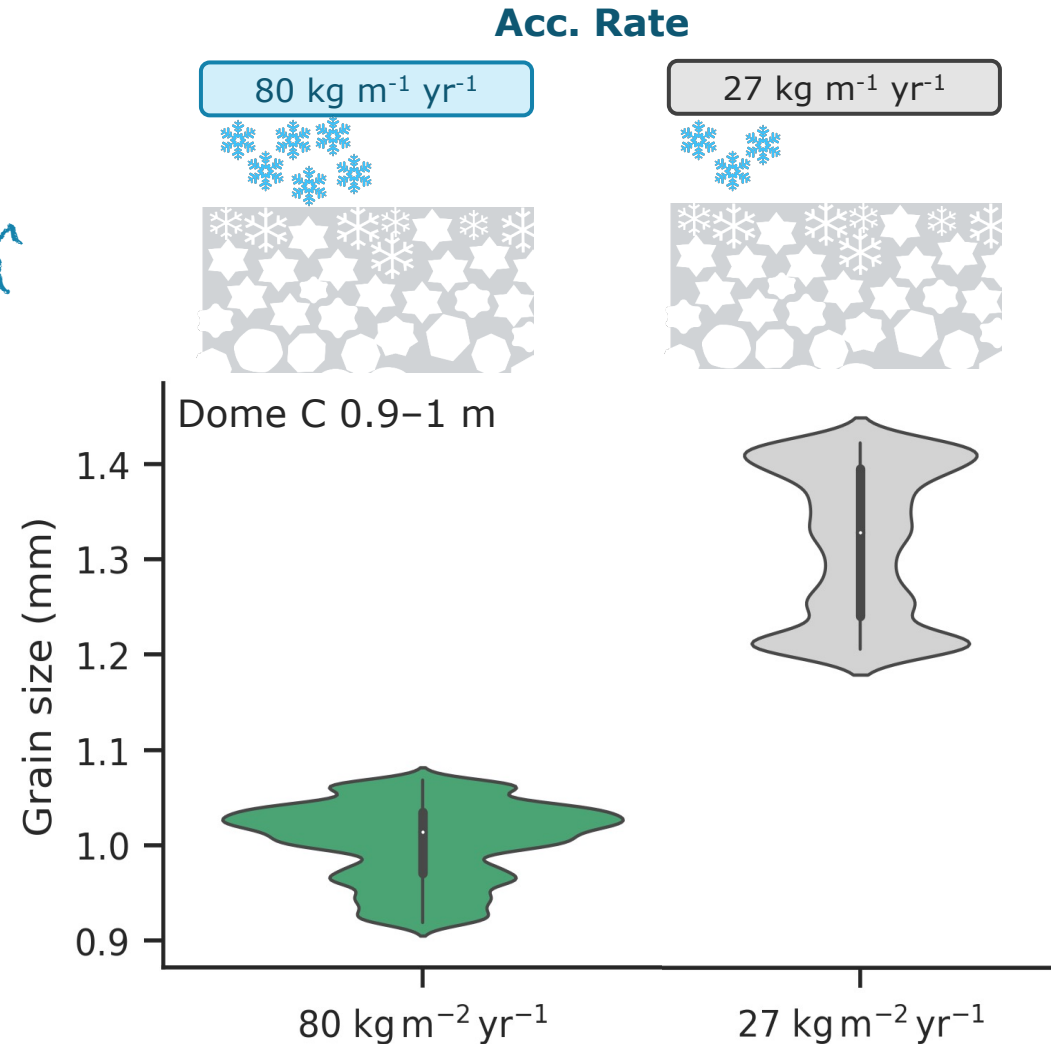 Acc. Rate
80 kg m⁻¹ yr⁻¹
27 kg m⁻¹ yr⁻¹
Dome C 0.9–1 m
Grain size (mm)
1.4
1.3
1.2
1.1
1.0
0.9
80 kg m⁻² yr⁻¹
27 kg m⁻² yr⁻¹